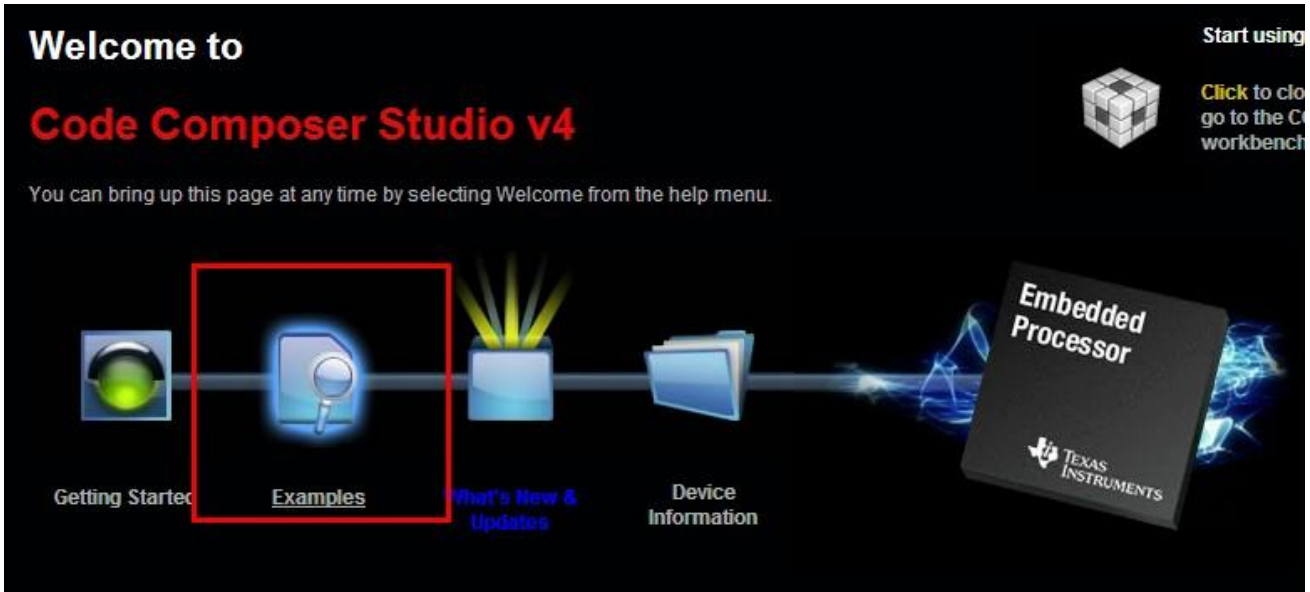 Welcome to
Code Composer Studio v4
You can bring up this page at any time by selecting Welcome from the help menu.
Start using
Click to clo
go to the CC
workbench
Embedded
Processor
TEXAS
INSTRUMENTS
Getting Started
Examples
What's New &
Updates
Device
Information